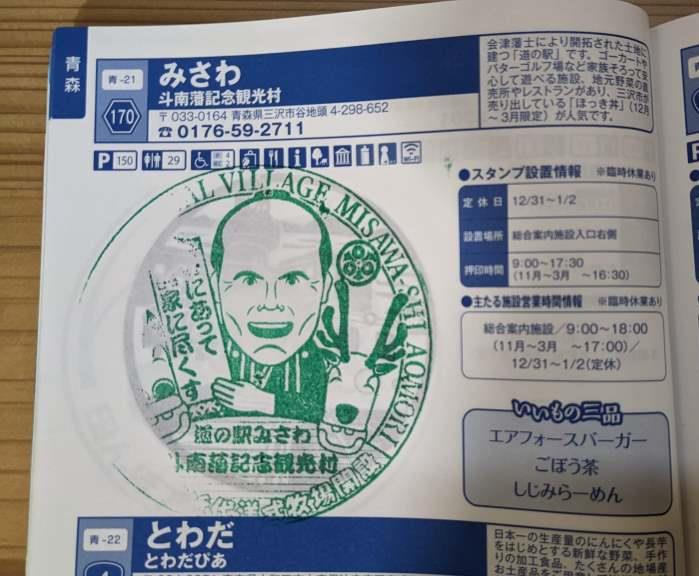 青森
青-21
170
みさわ
斗南藩記念観光村
〒033-0164 青森県三沢市谷地頭 4-298-652
☎ 0176-59-2711
会津藩士により開拓された土地に
建つ「道の駅」です。ゴーカートや
パターゴルフ場など家族そろって安
心して遊べる施設、地元野菜の直
売所やレストランがあり、三沢市が
売り出している「ほっき丼」(12月
～3月限定)が人気です。
P 150
29
Wi-Fi
●スタンプ設置情報 ※臨時休業あり
定休日 12/31～1/2
設置場所 総合案内施設入口右側
押印時間 9:00～17:30
(11月～3月 ～16:30)
●主たる施設営業時間情報 ※臨時休業あり
総合案内施設/9:00～18:00
(11月～3月 ～17:00)/
12/31～1/2(定休)
いいもの三品
エアフォースバーガー
ごぼう茶
しじみらーめん
AL VILLAGE MISAWA-SHI AOMORI
にあって
家に尽くす
道の駅みさわ
斗南藩記念観光村
近代洋式牧場開設
青-22
とわだ
とわだぴあ
日本一の生産量のにんにくや長芋
をはじめとする新鮮な野菜、手作
りの加工食品、たくさんの地場産